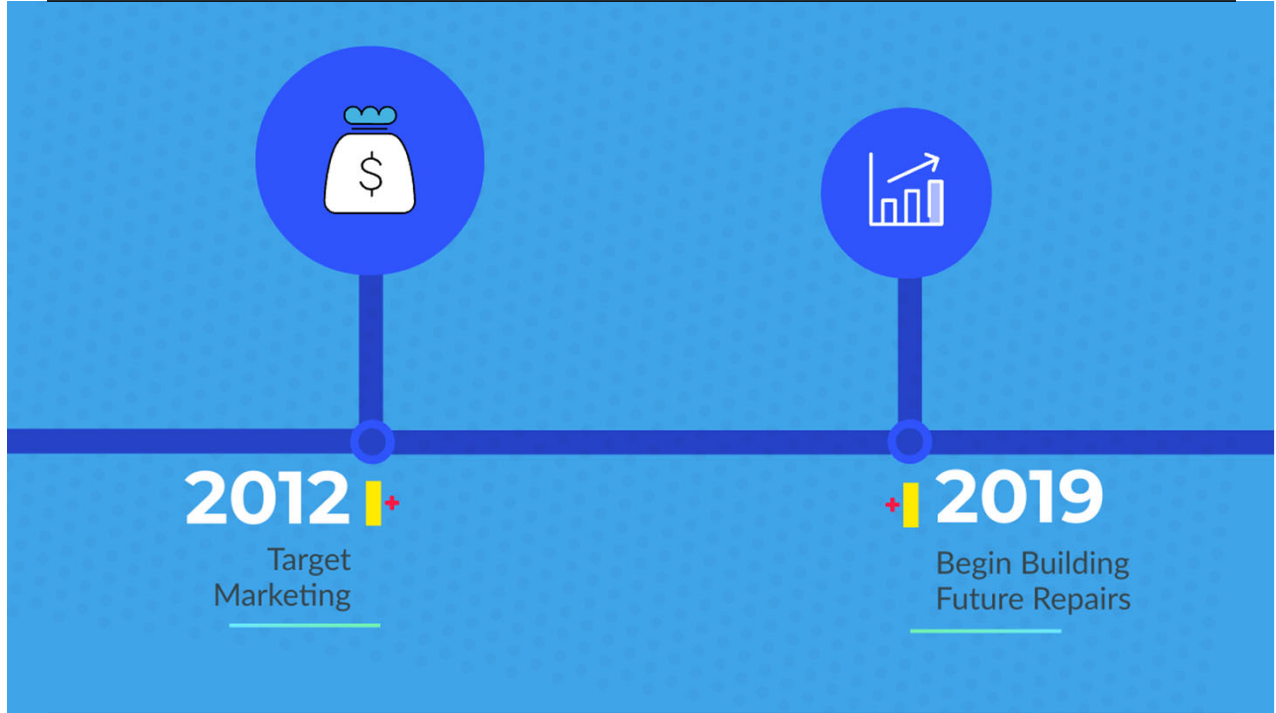 $
2012
Target
Marketing
2019
Begin Building
Future Repairs